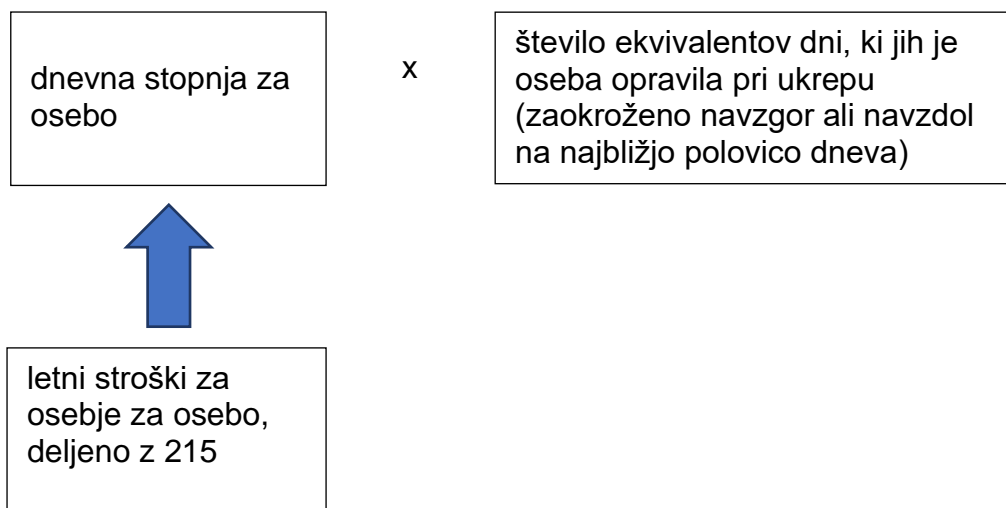 dnevna stopnja za
osebo
x
število ekvivalentov dni, ki jih je
oseba opravila pri ukrepu
(zaokroženo navzgor ali navzdol
na najbližjo polovico dneva)
letni stroški za
osebje za osebo,
deljeno z 215